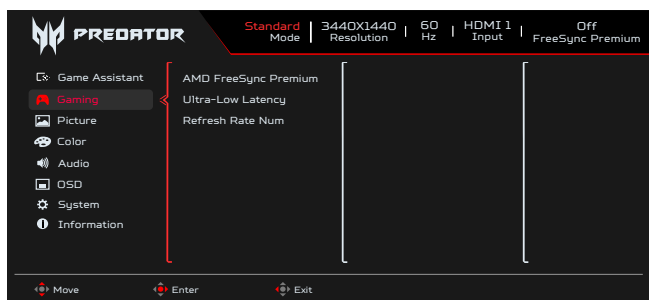 PREDATOR
Standard Mode
3440X1440 Resolution
60 Hz
HDMI 1 Input
Off FreeSync Premium
Game Assistant
Gaming
Picture
Color
Audio
OSD
System
Information
AMD FreeSync Premium
Ultra-Low Latency
Refresh Rate Num
Move
Enter
Exit